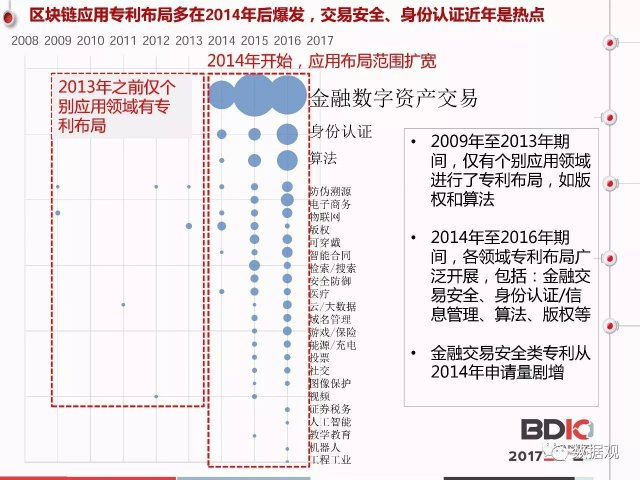 区块链应用专利布局多在2014年后爆发，交易安全、身份认证近年是热点
2008 2009 2010 2011 2012 2013 2014 2015 2016 2017
2014年开始，应用布局范围扩宽
2013年之前仅个
别应用领域有专
利布局
金融数字资产交易
身份认证
算法
防伪溯源
电子商务
物联网
版权
可穿戴
智能合同
检索/搜索
安全防御
医疗
云/大数据
域名管理
游戏/保险
能源/充电
投票
社交
图像保护
视频
证券税务
人工智能
教学教育
机器人
工程工业
• 2009年至2013年期
间，仅有个别应用领域
进行了专利布局，如版
权和算法
• 2014年至2016年期
间，各领域专利布局广
泛开展，包括：金融交
易安全、身份认证/信
息管理、算法、版权等
• 金融交易安全类专利从
2014年申请量剧增
BDIC
2017
数据观